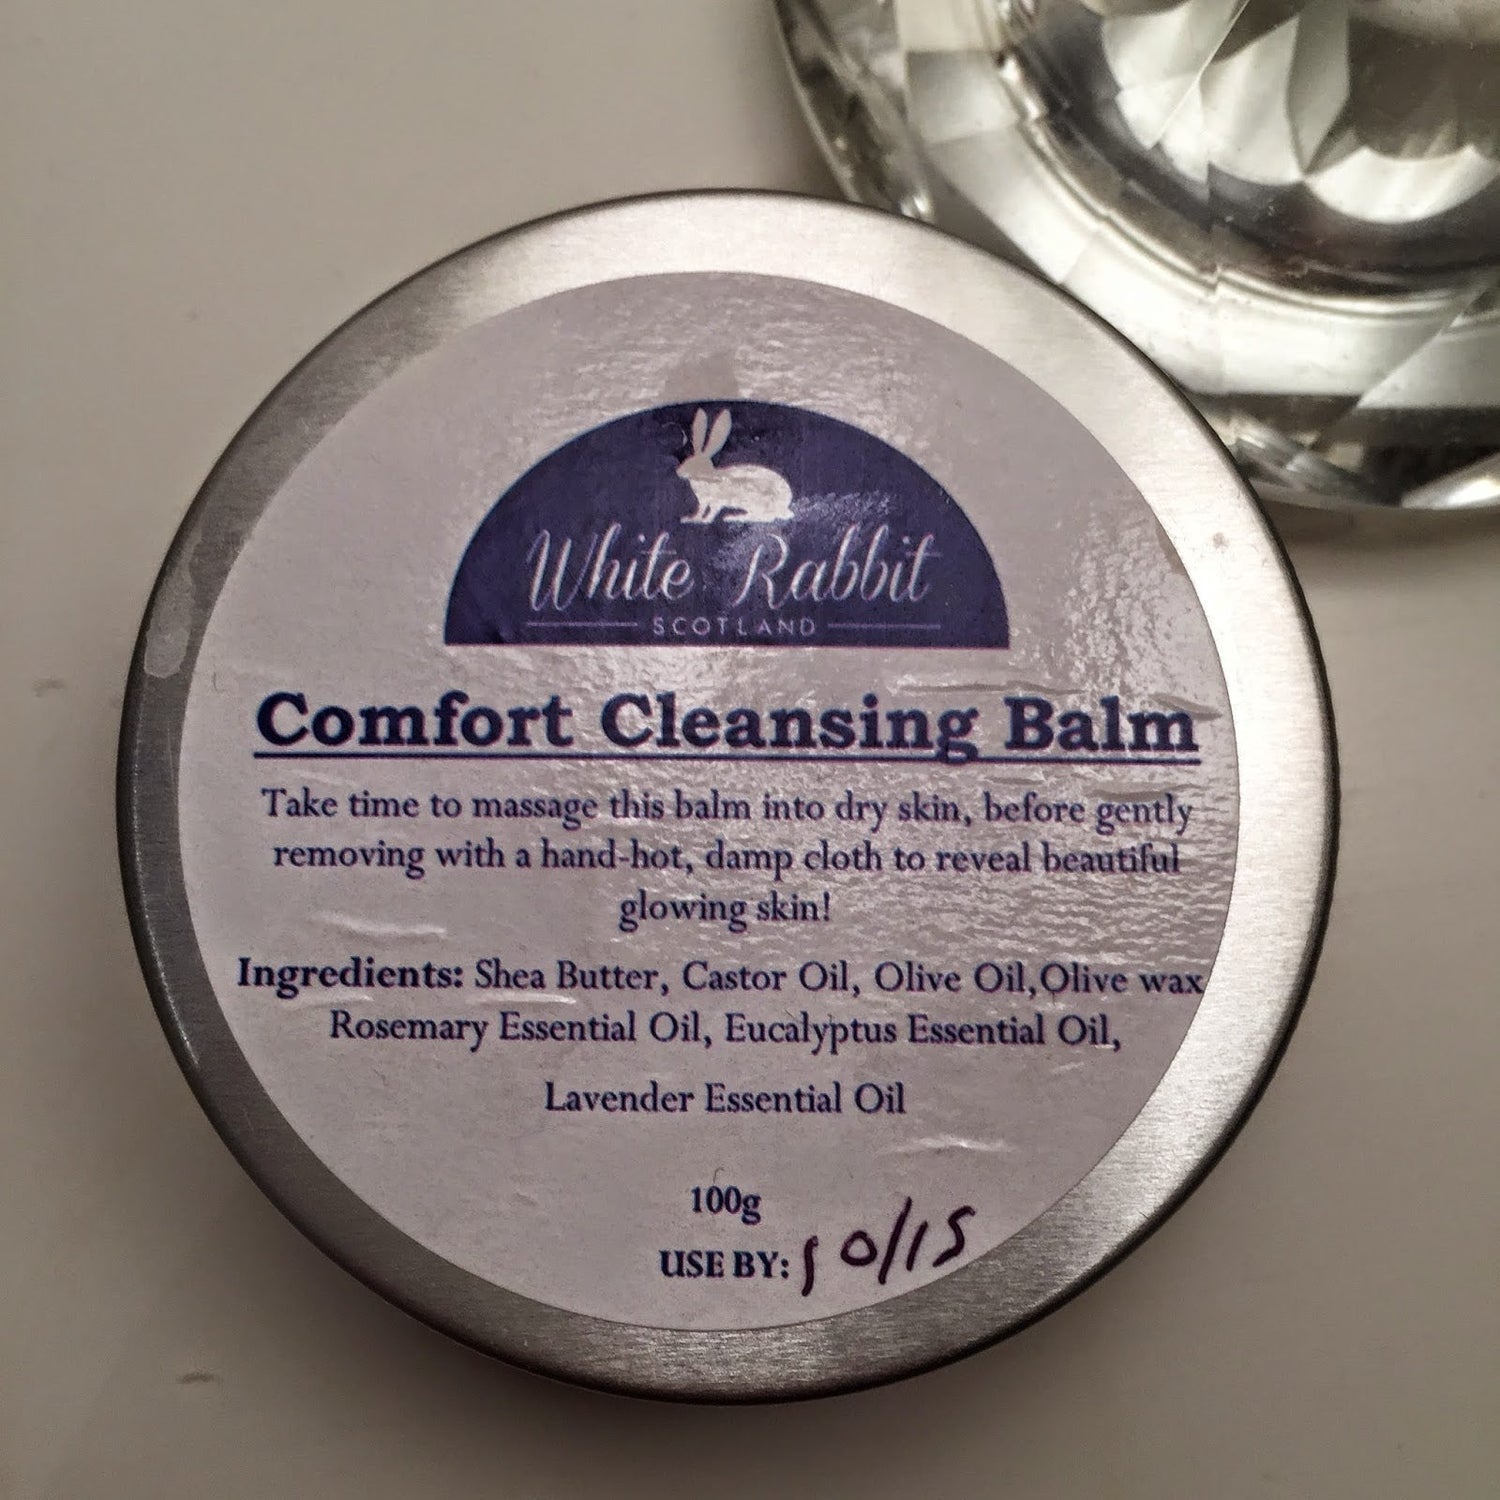 White Rabbit
SCOTLAND
Comfort Cleansing Balm
Take time to massage this balm into dry skin, before gently
removing with a hand-hot, damp cloth to reveal beautiful
glowing skin!
Ingredients: Shea Butter, Castor Oil, Olive Oil,Olive wax
Rosemary Essential Oil, Eucalyptus Essential Oil,
Lavender Essential Oil
100g
USE BY: 10/15